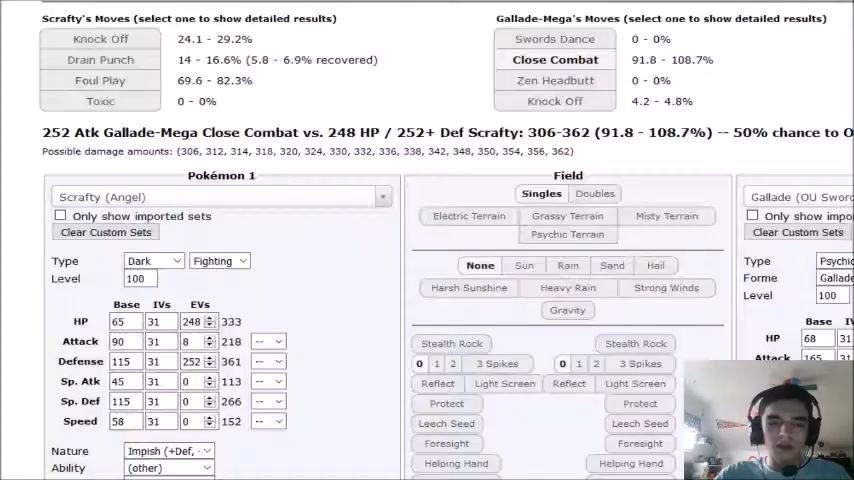 Scrafty's Moves (select one to show detailed results)
Knock Off 24.1 - 29.2%
Drain Punch 14 - 16.6% (5.8 - 6.9% recovered)
Foul Play 69.6 - 82.3%
Toxic 0 - 0%
Gallade-Mega's Moves (select one to show detailed results)
Swords Dance 0 - 0%
Close Combat 91.8 - 108.7%
Zen Headbutt 0 - 0%
Knock Off 4.2 - 4.8%
252 Atk Gallade-Mega Close Combat vs. 248 HP / 252+ Def Scrafty: 306-362 (91.8 - 108.7%) -- 50% chance to O
Possible damage amounts: (306, 312, 314, 318, 320, 324, 330, 332, 336, 338, 342, 348, 350, 354, 356, 362)
Pokémon 1
Scrafty (Angel)
Only show imported sets
Clear Custom Sets
Type Dark Fighting
Level 100
Base IVs EVs
HP 65 31 248 333
Attack 90 31 8 218 --
Defense 115 31 252 361 --
Sp. Atk 45 31 0 113 --
Sp. Def 115 31 0 266 --
Speed 58 31 0 152 --
Nature Impish (+Def, -
Ability (other)
Field
Singles Doubles
Electric Terrain Grassy Terrain Misty Terrain
Psychic Terrain
None Sun Rain Sand Hail
Harsh Sunshine Heavy Rain Strong Winds
Gravity
Stealth Rock Stealth Rock
0 1 2 3 Spikes 0 1 2 3 Spikes
Reflect Light Screen Reflect Light Screen
Protect Protect
Leech Seed Leech Seed
Foresight Foresight
Helping Hand Helping Hand
Gallade (OU Swor
Only show impo
Clear Custom Sets
Type Psychi
Forme Gallade
Level 100
Base IV
HP 68 31
Attack 165 31